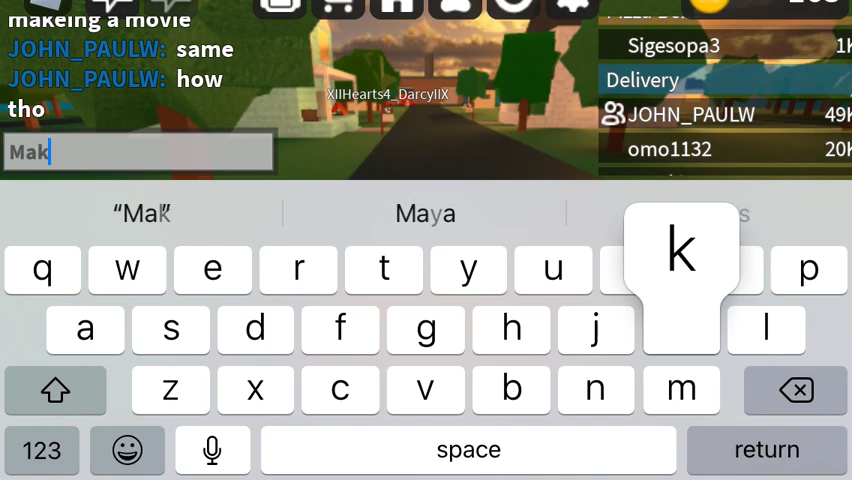 makeing a movie
JOHN_PAULW: same
JOHN_PAULW: how
tho
Mak
XIIHearts4_DarcyIIX
Sigesopa3 1K
Delivery
JOHN_PAULW 49K
omo1132 20K
“Mak” Maya
k
q w e r t y u p
a s d f g h j l
z x c v b n m
123 space return